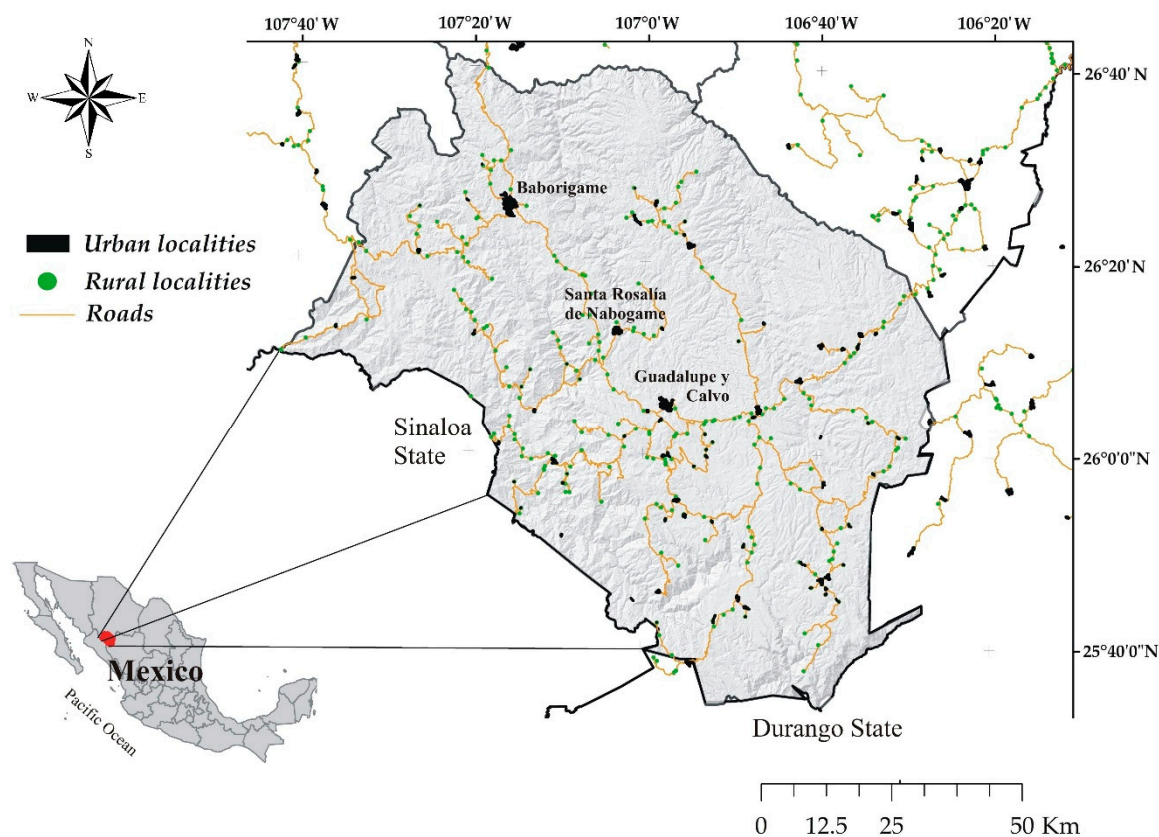 107°40' W 107°20' W 107°0' W 106°40' W 106°20' W
N
W E
S
26°40' N
Baborigame
Urban localities
Rural localities
Roads
26°20' N
Santa Rosalía
de Nabogame
Guadalupe y
Calvo
Sinaloa
State
26°0'0"N
25°40'0"N
Mexico
Pacific Ocean
Durango State
0 12.5 25 50 Km